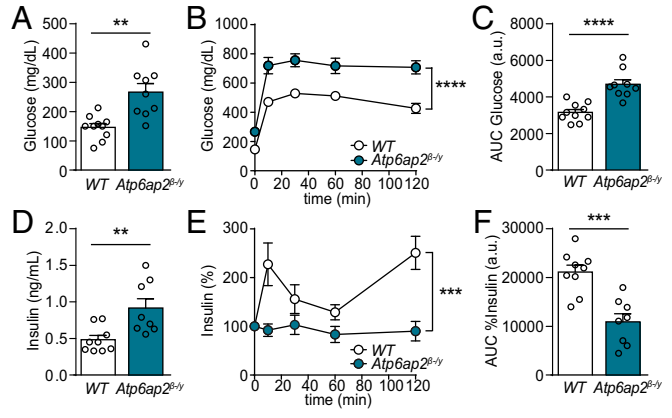 A
**
Glucose (mg/dL)
500
400
300
200
100
0
WT
Atp6ap2β-/y
B
Glucose (mg/dL)
1000
800
600
400
200
0
****
WT
Atp6ap2β-/y
0 20 40 60 80 100 120
time (min)
C
****
AUC Glucose (a.u.)
8000
6000
4000
2000
0
WT
Atp6ap2β-/y
D
**
Insulin (ng/mL)
2.0
1.5
1.0
0.5
0.0
WT
Atp6ap2β-/y
E
Insulin (%)
300
200
100
0
***
WT
Atp6ap2β-/y
0 20 40 60 80 100 120
time (min)
F
***
AUC %Insulin (a.u.)
30000
20000
10000
0
WT
Atp6ap2β-/y